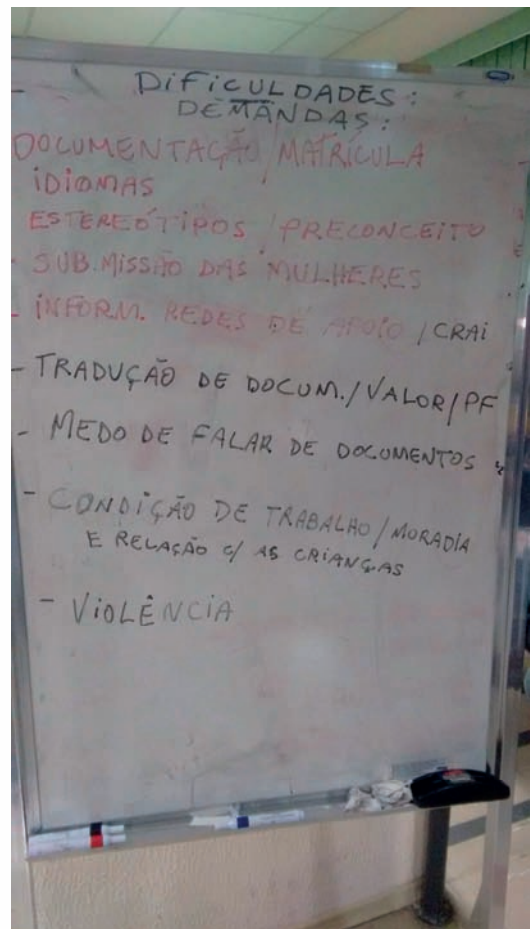 - DIFICULDADES:
DEMANDAS:
DOCUMENTAÇÃO/MATRÍCULA
IDIOMAS
ESTEREÓTIPOS/PRECONCEITO
- SUBMISSÃO DAS MULHERES
- INFORM. REDES DE APOIO/CRAI
- TRADUÇÃO DE DOCUM./VALOR/PF
- MEDO DE FALAR DE DOCUMENTOS
- CONDIÇÃO DE TRABALHO/MORADIA
E RELAÇÃO C/ AS CRIANÇAS
- VIOLÊNCIA